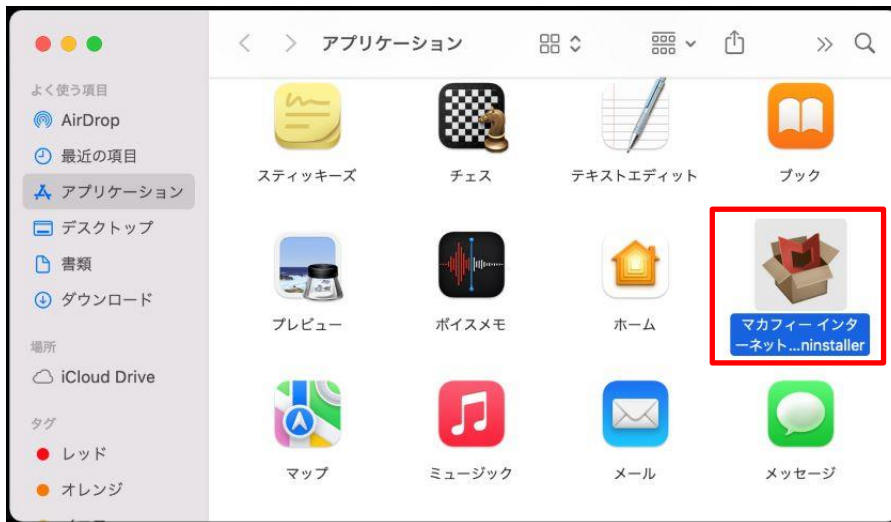 アプリケーション
よく使う項目
AirDrop
最近の項目
アプリケーション
デスクトップ
書類
ダウンロード
場所
iCloud Drive
タグ
レッド
オレンジ
スティッキーズ
チェス
テキストエディット
ブック
プレビュー
ボイスメモ
ホーム
マカフィー インタ
ーネット...ninstaller
マップ
ミュージック
メール
メッセージ